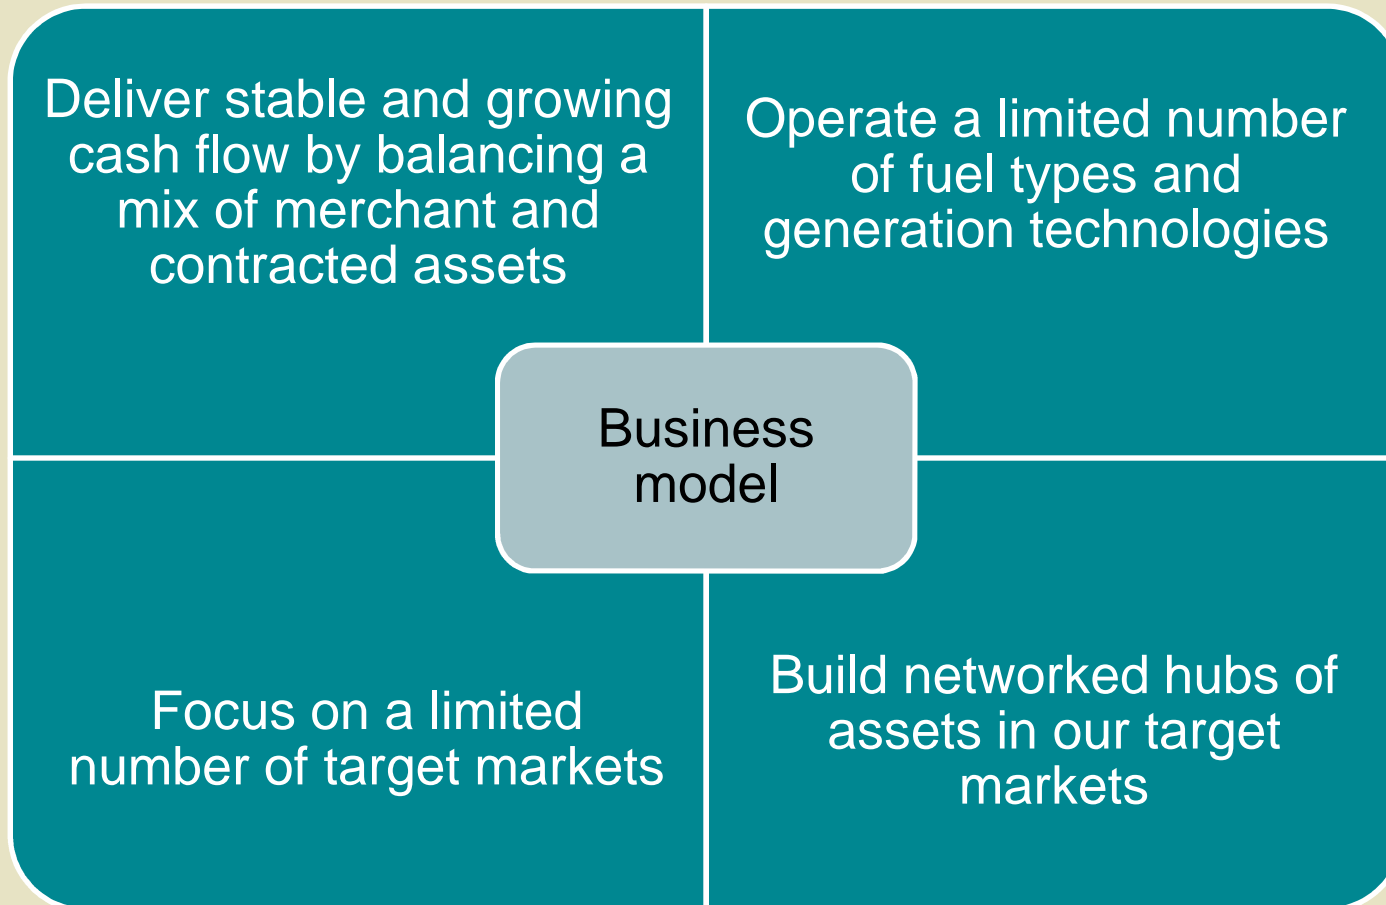 Deliver stable and growing
cash flow by balancing a
mix of merchant and
contracted assets
Operate a limited number
of fuel types and
generation technologies
Business
model
Focus on a limited
number of target markets
Build networked hubs of
assets in our target
markets